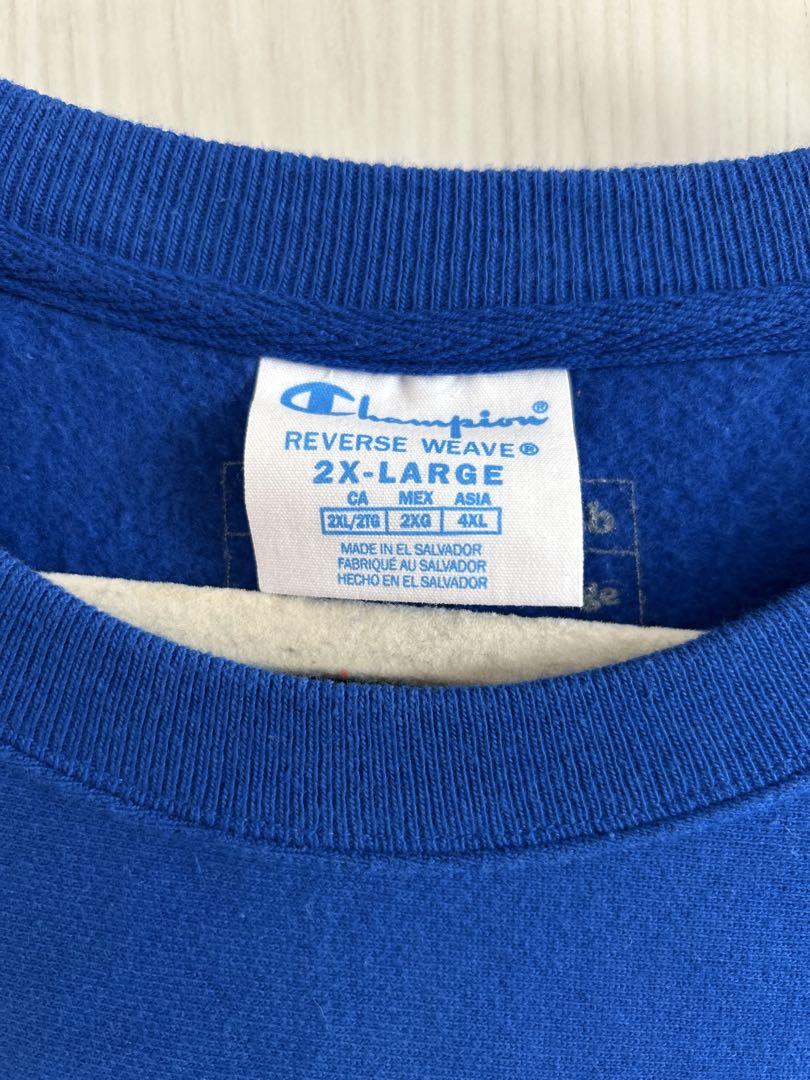 Champion®
REVERSE WEAVE®
2X-LARGE
CA MEX ASIA
2XL/2TG 2XG 4XL
MADE IN EL SALVADOR
FABRIQUÉ AU SALVADOR
HECHO EN EL SALVADOR